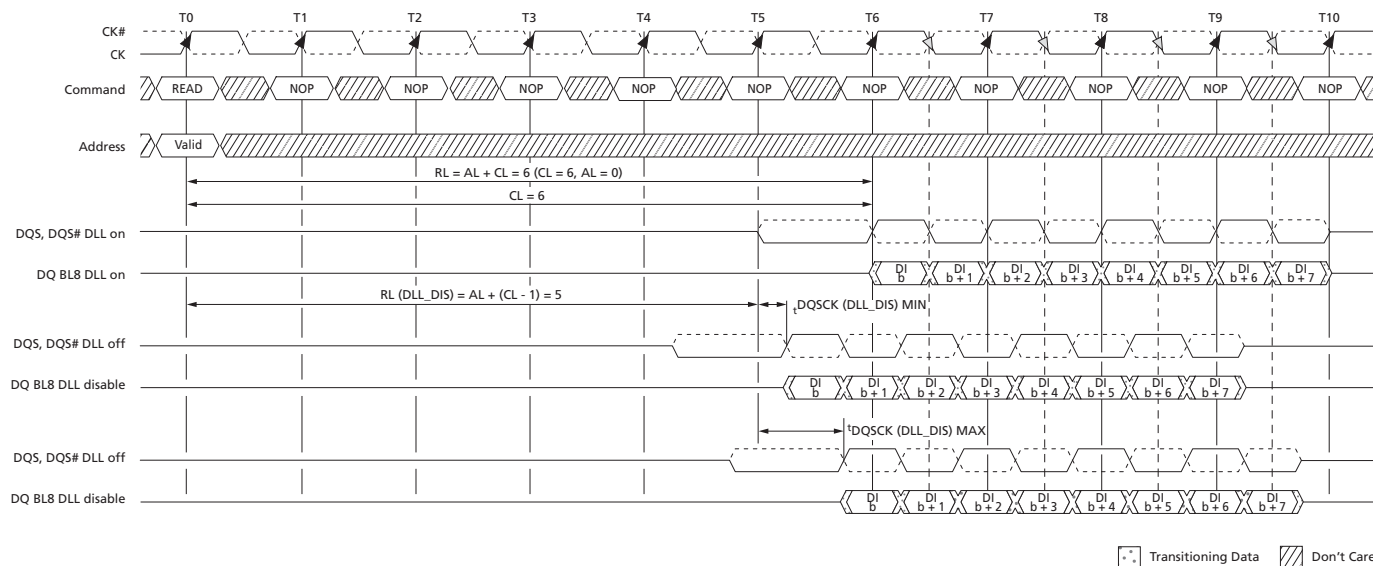 T0 T1 T2 T3 T4 T5 T6 T7 T8 T9 T10
CK#
CK
Command READ NOP NOP NOP NOP NOP NOP NOP NOP NOP NOP
Address Valid
RL = AL + CL = 6 (CL = 6, AL = 0)
CL = 6
DQS, DQS# DLL on
DQ BL8 DLL on DI b DI b + 1 DI b + 2 DI b + 3 DI b + 4 DI b + 5 DI b + 6 DI b + 7
RL (DLL_DIS) = AL + (CL - 1) = 5 tDQSCK (DLL_DIS) MIN
DQS, DQS# DLL off
DQ BL8 DLL disable DI b DI b + 1 DI b + 2 DI b + 3 DI b + 4 DI b + 5 DI b + 6 DI b + 7
tDQSCK (DLL_DIS) MAX
DQS, DQS# DLL off
DQ BL8 DLL disable DI b DI b + 1 DI b + 2 DI b + 3 DI b + 4 DI b + 5 DI b + 6 DI b + 7
Transitioning Data Don't Care